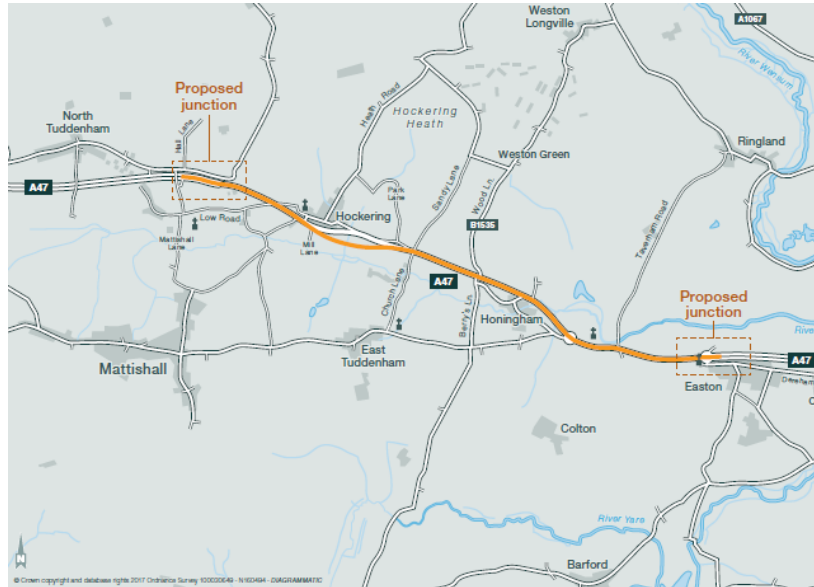 Weston
Longville
A1067
River Wensum
Proposed
junction
Heath Road
Hockering
Heath
North
Tuddenham
Hall Lane
Ringland
Weston Green
Sandy Lane
Wood Ln.
Park
Lane
A47
Low Road
Hockering
B1535
Taverham Road
Mattishall
Lane
Mill
Lane
A47
Church Lane
Proposed
junction
Berry's Ln.
Honingham
River
East
Tuddenham
Mattishall
A47
Easton
Dereham
Colton
C
River Yare
N
Barford
© Crown copyright and database rights 2017 Ordnance Survey 100030649 - N160494 - DIAGRAMMATIC